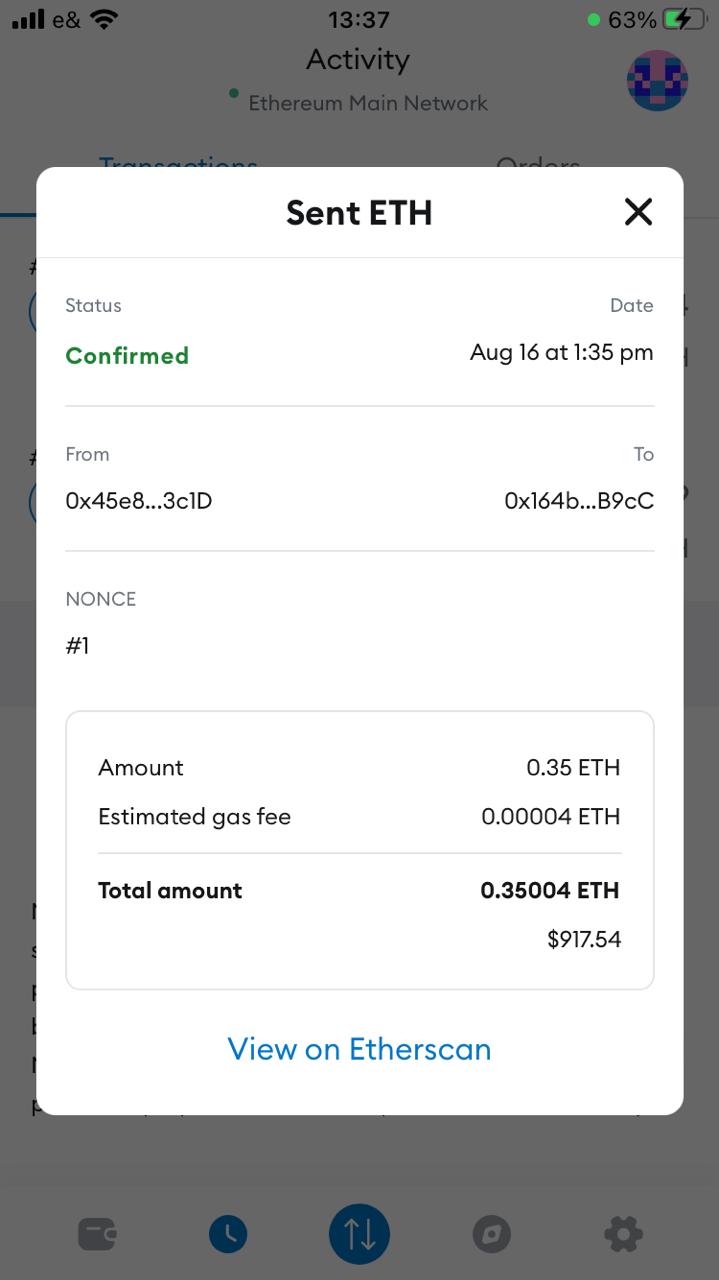 e& 13:37 63%
Activity
Ethereum Main Network
Transactions Orders
Sent ETH
Status Date
Confirmed Aug 16 at 1:35 pm
From To
0x45e8...3c1D 0x164b...B9cC
NONCE
#1
Amount 0.35 ETH
Estimated gas fee 0.00004 ETH
Total amount 0.35004 ETH
$917.54
View on Etherscan